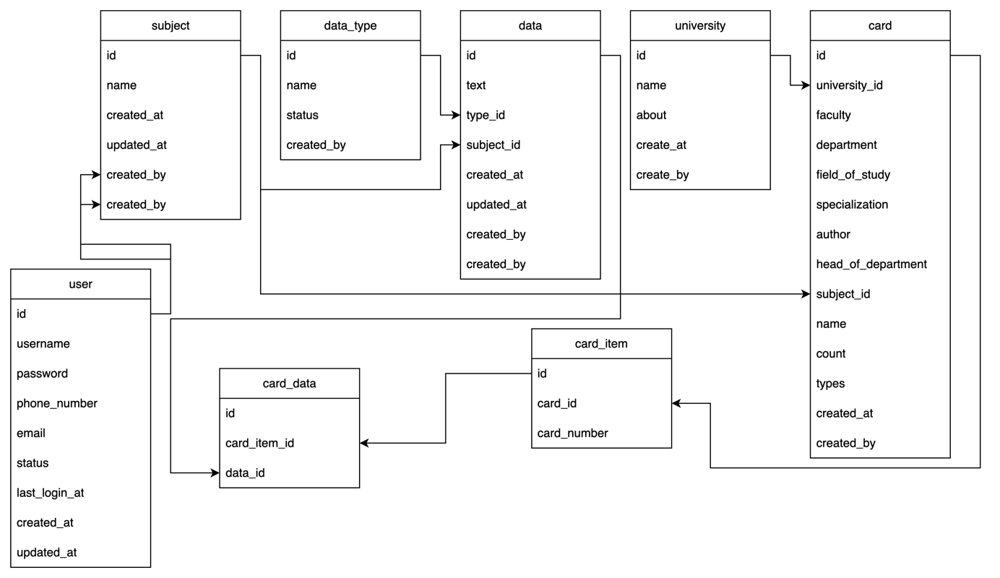 subject
id
name
created_at
updated_at
created_by
created_by
data_type
id
name
status
created_by
data
id
text
type_id
subject_id
created_at
updated_at
created_by
created_by
university
id
name
about
create_at
create_by
card
id
university_id
faculty
department
field_of_study
specialization
author
head_of_department
subject_id
name
count
types
created_at
created_by
user
id
username
password
phone_number
email
status
last_login_at
created_at
updated_at
card_data
id
card_item_id
data_id
card_item
id
card_id
card_number